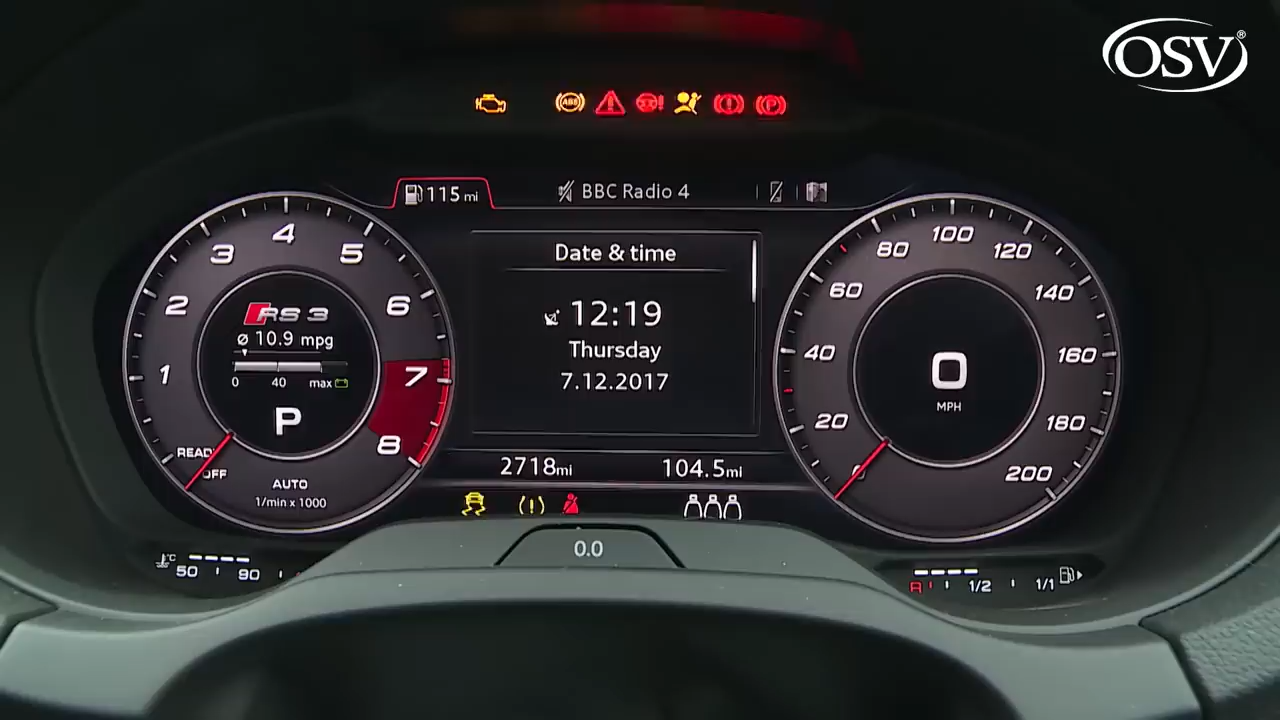 OSV®
ABS
P
115 mi
BBC Radio 4
Date & time
12:19
Thursday
7.12.2017
2718mi
104.5mi
0.0
1
2
3
4
5
6
7
8
RS 3
ø 10.9 mpg
0 40 max
P
READY
OFF
AUTO
1/min x 1000
0
20
40
60
80
100
120
140
160
180
200
0
MPH
°C
50 90
R 1/2 1/1